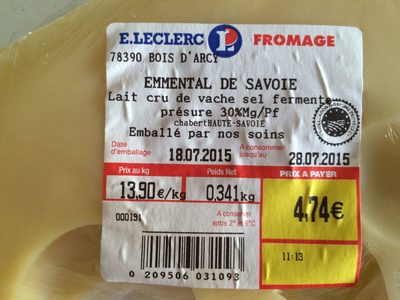 E.LECLERC L FROMAGE
78390 BOIS D'ARCY
EMMENTAL DE SAVOIE
Lait cru de vache sel ferments
présure 30%Mg/Pf
chabertHAUTE-SAVOIE
Emballé par nos soins
Date d'emballage 18.07.2015 A consommer jusqu'au 28.07.2015
Prix au kg Poids Net PRIX A PAYER
13,90€/kg 0,341kg 4,74€
000191 A conserver
entre 2° et 6°C
11:13
0 209506 031093